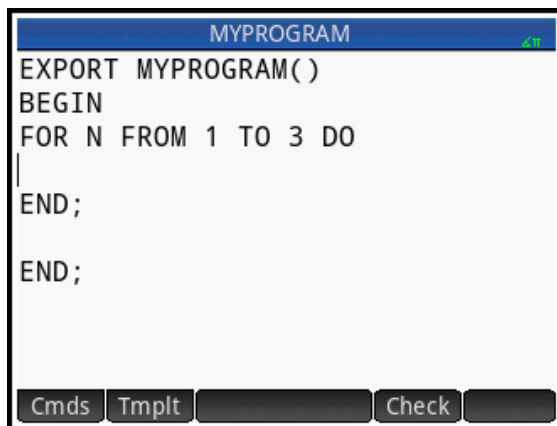 MYPROGRAM
∡π
EXPORT MYPROGRAM()
BEGIN
FOR N FROM 1 TO 3 DO
END;
END;
Cmds Tmplt Check